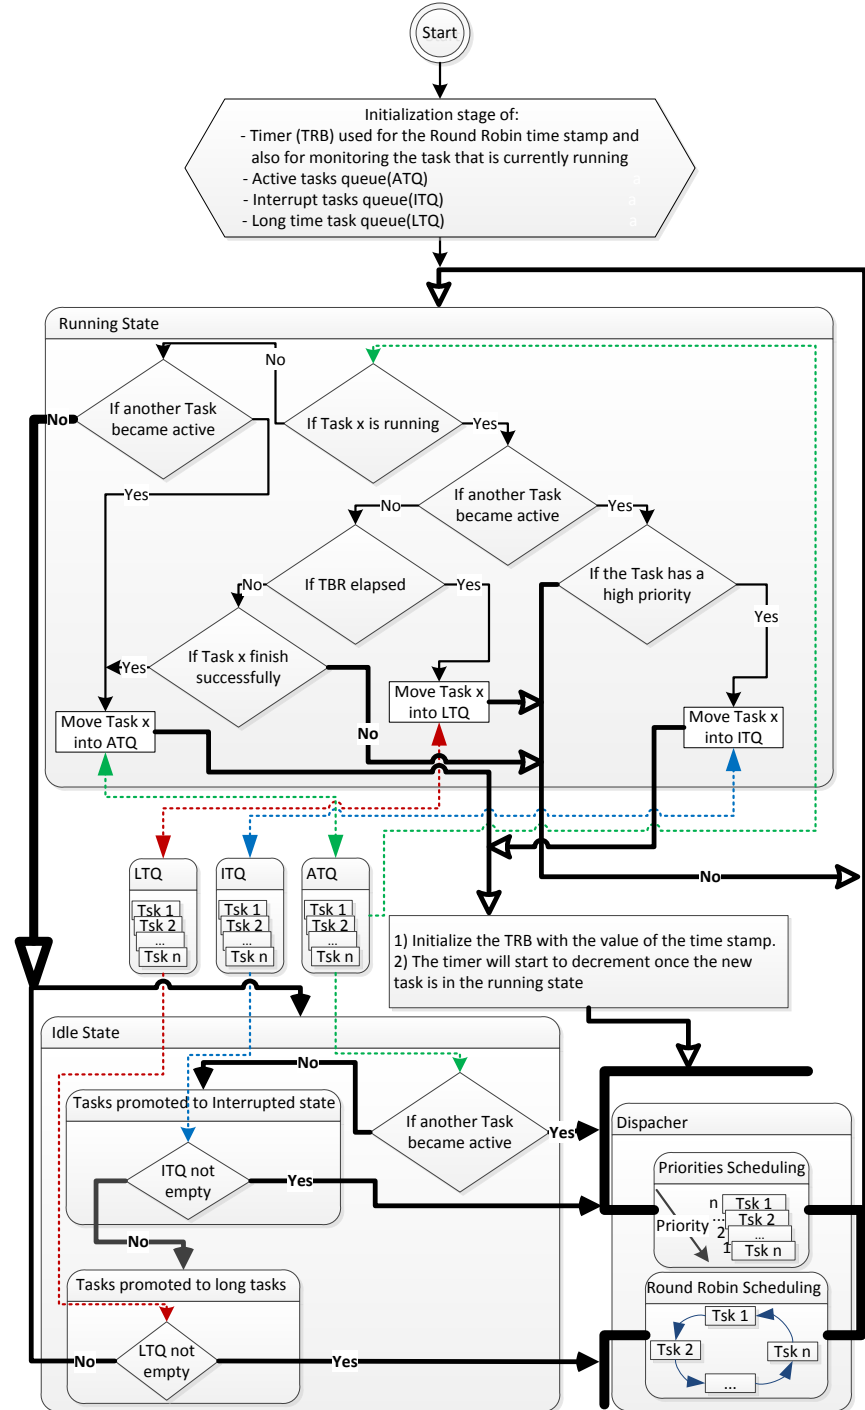 Start
Initialization stage of:
- Timer (TRB) used for the Round Robin time stamp and
also for monitoring the task that is currently running
- Active tasks queue(ATQ)
a
- Interrupt tasks queue(ITQ)
a
- Long time task queue(LTQ)
a
Running State
No
If another Task
became active
If Task x is running
No
Yes
If another Task
became active
Yes
No
Yes
If TBR elapsed
If the Task has a
high priority
No
Yes
Yes
If Task x finish
successfully
Yes
Move Task x
into LTQ
Move Task x
into ATQ
No
Move Task x
into ITQ
LTQ
Tsk 1
Tsk 2
...
Tsk n
ITQ
Tsk 1
Tsk 2
...
Tsk n
ATQ
Tsk 1
Tsk 2
...
Tsk n
No
1) Initialize the TRB with the value of the time stamp.
2) The timer will start to decrement once the new
task is in the running state
Idle State
No
Tasks promoted to Interrupted state
If another Task
became active
Yes
ITQ not
empty
Yes
No
Tasks promoted to long tasks
LTQ not
empty
No
Yes
Dispacher
Priorities Scheduling
Priority
n
...
2
1
Tsk 1
Tsk 2
...
Tsk n
Round Robin Scheduling
Tsk 1
Tsk 2
Tsk n
...